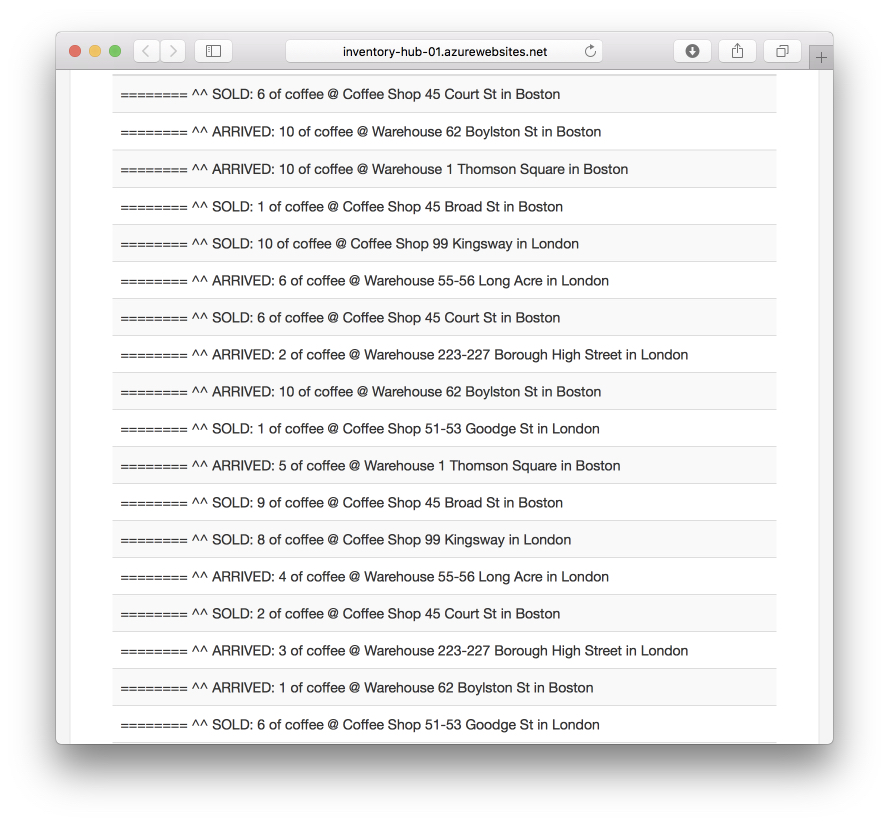 inventory-hub-01.azurewebsites.net
======== ^^ SOLD: 6 of coffee @ Coffee Shop 45 Court St in Boston
======== ^^ ARRIVED: 10 of coffee @ Warehouse 62 Boylston St in Boston
======== ^^ ARRIVED: 10 of coffee @ Warehouse 1 Thomson Square in Boston
======== ^^ SOLD: 1 of coffee @ Coffee Shop 45 Broad St in Boston
======== ^^ SOLD: 10 of coffee @ Coffee Shop 99 Kingsway in London
======== ^^ ARRIVED: 6 of coffee @ Warehouse 55-56 Long Acre in London
======== ^^ SOLD: 6 of coffee @ Coffee Shop 45 Court St in Boston
======== ^^ ARRIVED: 2 of coffee @ Warehouse 223-227 Borough High Street in London
======== ^^ ARRIVED: 10 of coffee @ Warehouse 62 Boylston St in Boston
======== ^^ SOLD: 1 of coffee @ Coffee Shop 51-53 Goodge St in London
======== ^^ ARRIVED: 5 of coffee @ Warehouse 1 Thomson Square in Boston
======== ^^ SOLD: 9 of coffee @ Coffee Shop 45 Broad St in Boston
======== ^^ SOLD: 8 of coffee @ Coffee Shop 99 Kingsway in London
======== ^^ ARRIVED: 4 of coffee @ Warehouse 55-56 Long Acre in London
======== ^^ SOLD: 2 of coffee @ Coffee Shop 45 Court St in Boston
======== ^^ ARRIVED: 3 of coffee @ Warehouse 223-227 Borough High Street in London
======== ^^ ARRIVED: 1 of coffee @ Warehouse 62 Boylston St in Boston
======== ^^ SOLD: 6 of coffee @ Coffee Shop 51-53 Goodge St in London